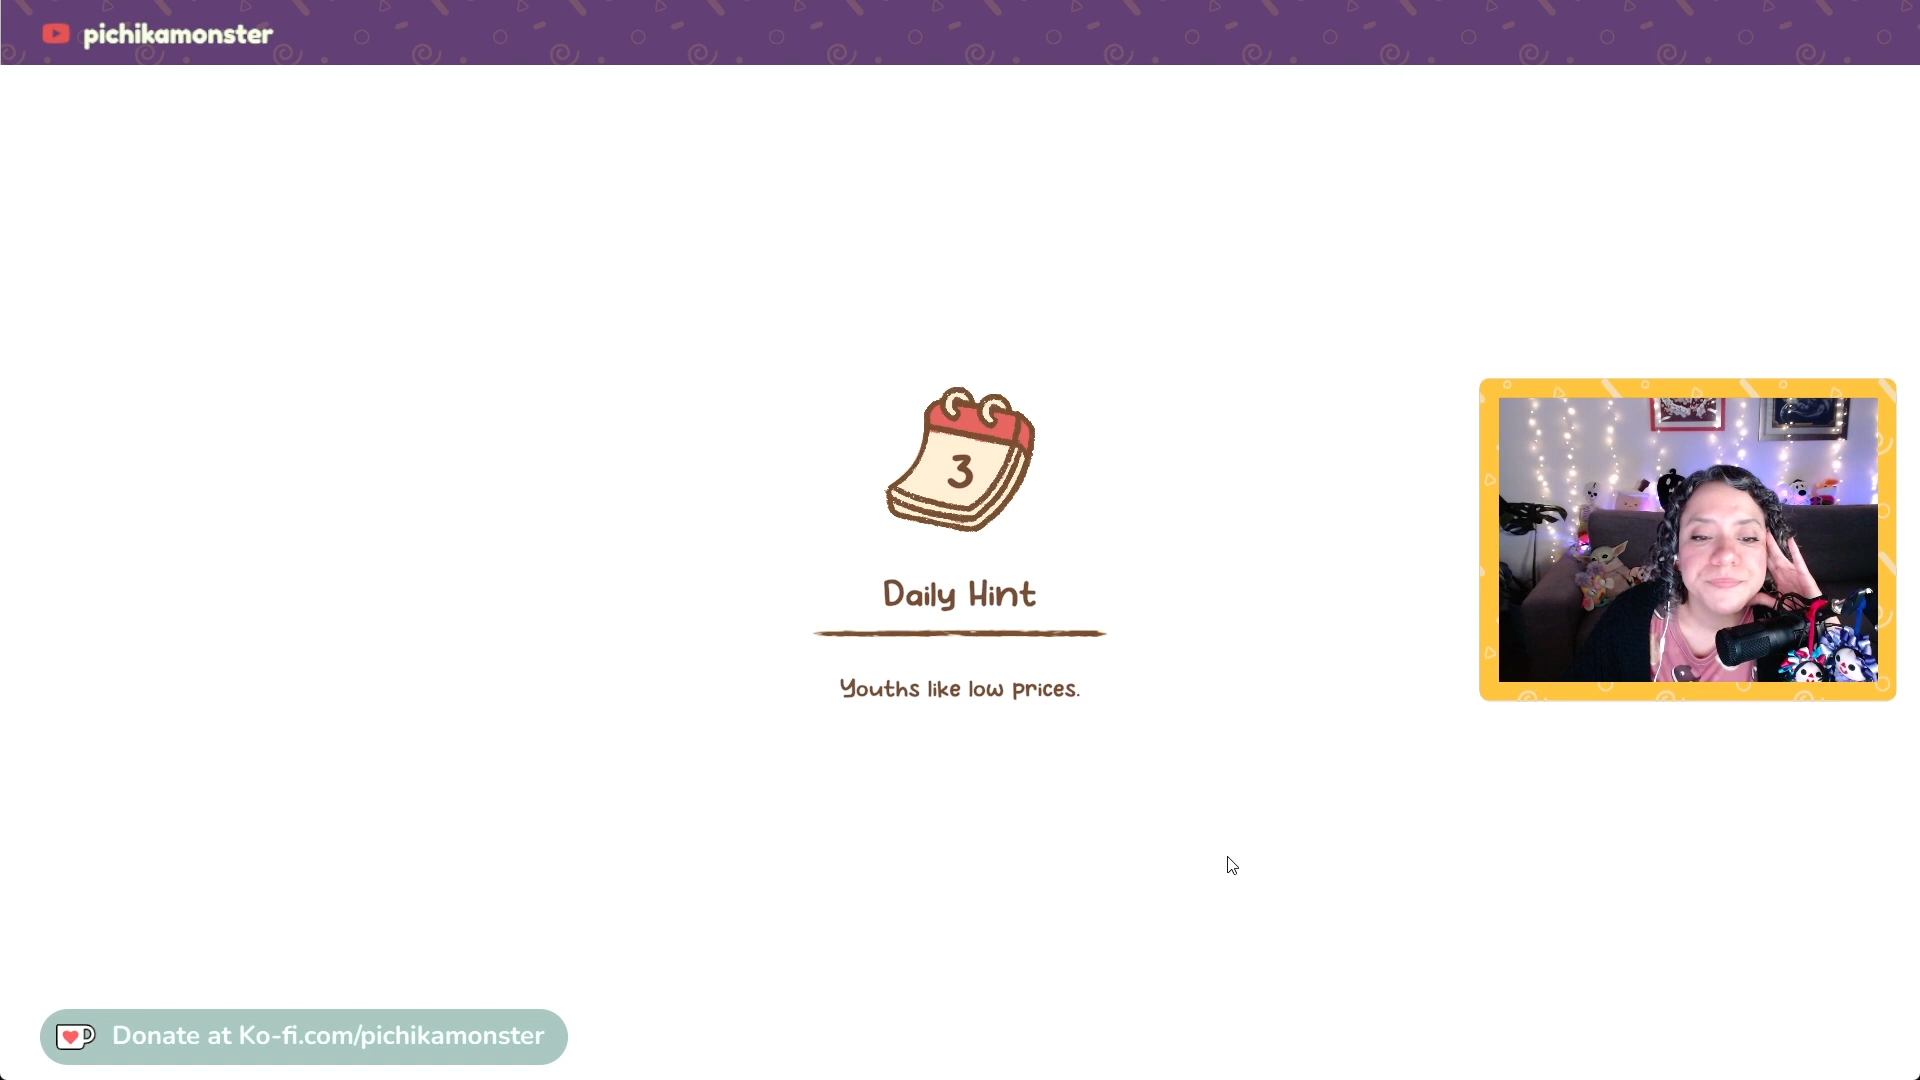 pichikamonster
3
Daily Hint
Youths like low prices.
Donate at Ko-fi.com/pichikamonster